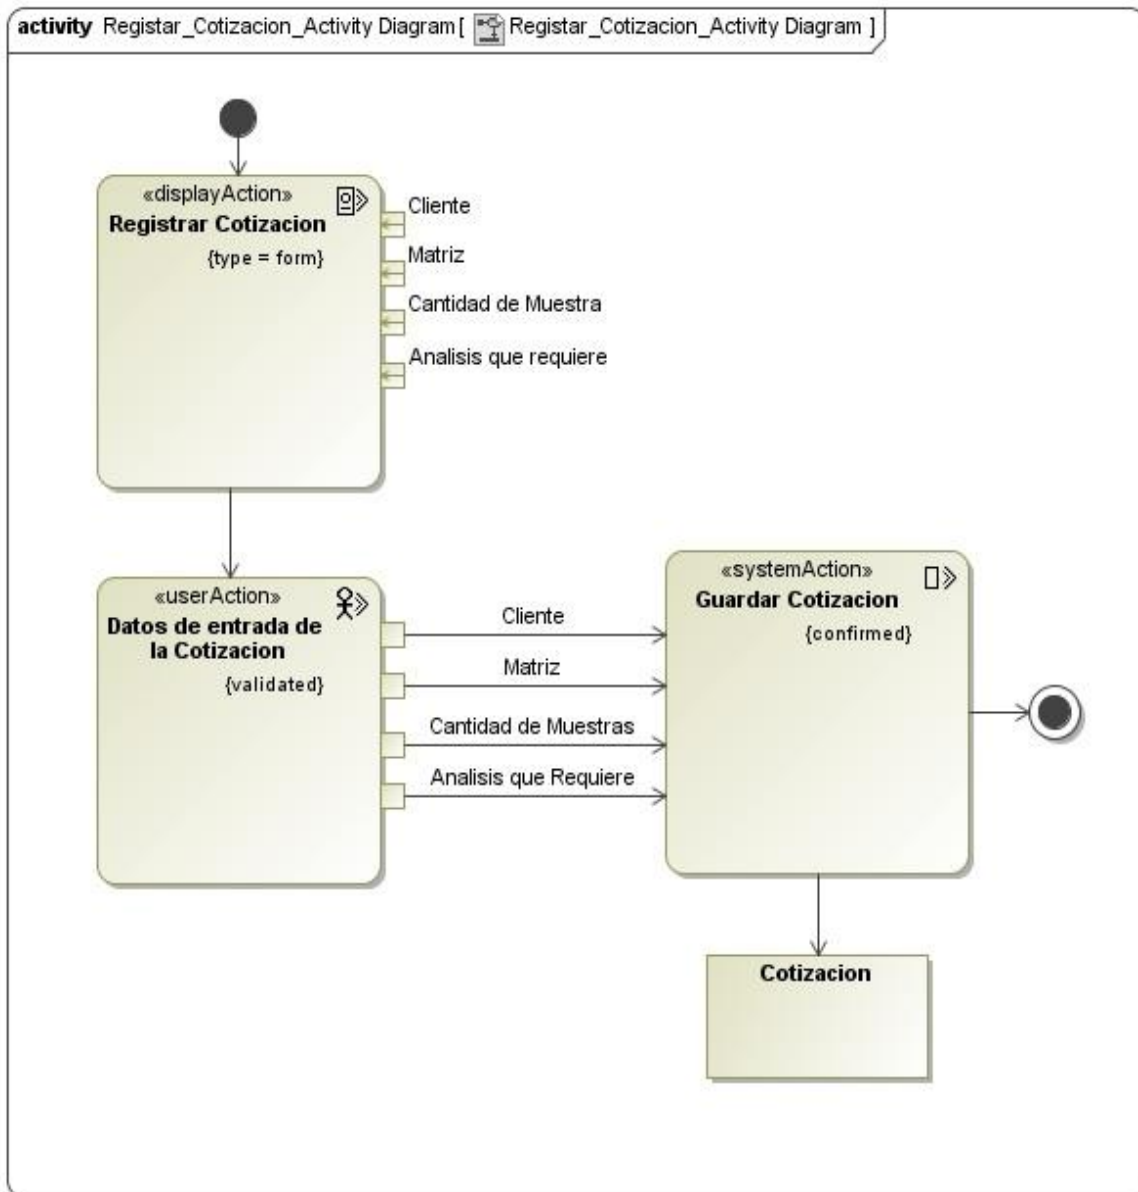 activity Registar_Cotizacion_Activity Diagram [ Registar_Cotizacion_Activity Diagram ]
«displayAction»
Registrar Cotizacion
{type = form}
Cliente
Matriz
Cantidad de Muestra
Analisis que requiere
«userAction»
Datos de entrada de
la Cotizacion
{validated}
Cliente
Matriz
Cantidad de Muestras
Analisis que Requiere
«systemAction»
Guardar Cotizacion
{confirmed}
Cotizacion